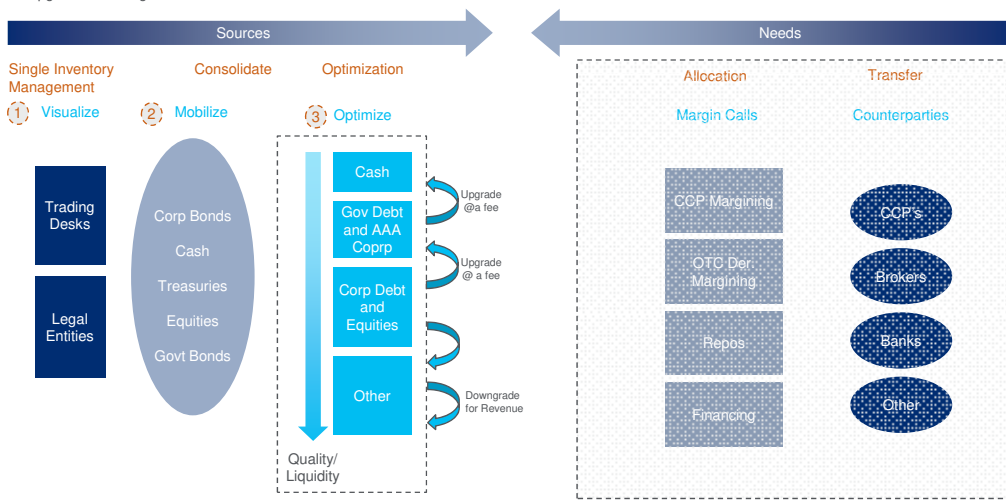 Sources
Needs
Single Inventory
Management
Consolidate
Optimization
Allocation
Transfer
1 Visualize
2 Mobilize
3 Optimize
Margin Calls
Counterparties
Trading
Desks
Legal
Entities
Corp Bonds
Cash
Treasuries
Equities
Govt Bonds
Cash
Gov Debt
and AAA
Coprp
Corp Debt
and
Equities
Other
Upgrade
@a fee
Upgrade
@ a fee
Downgrade
for Revenue
Quality/
Liquidity
CCP Margining
OTC Der.
Margining
Repos
Financing
CCP's
Brokers
Banks
Other